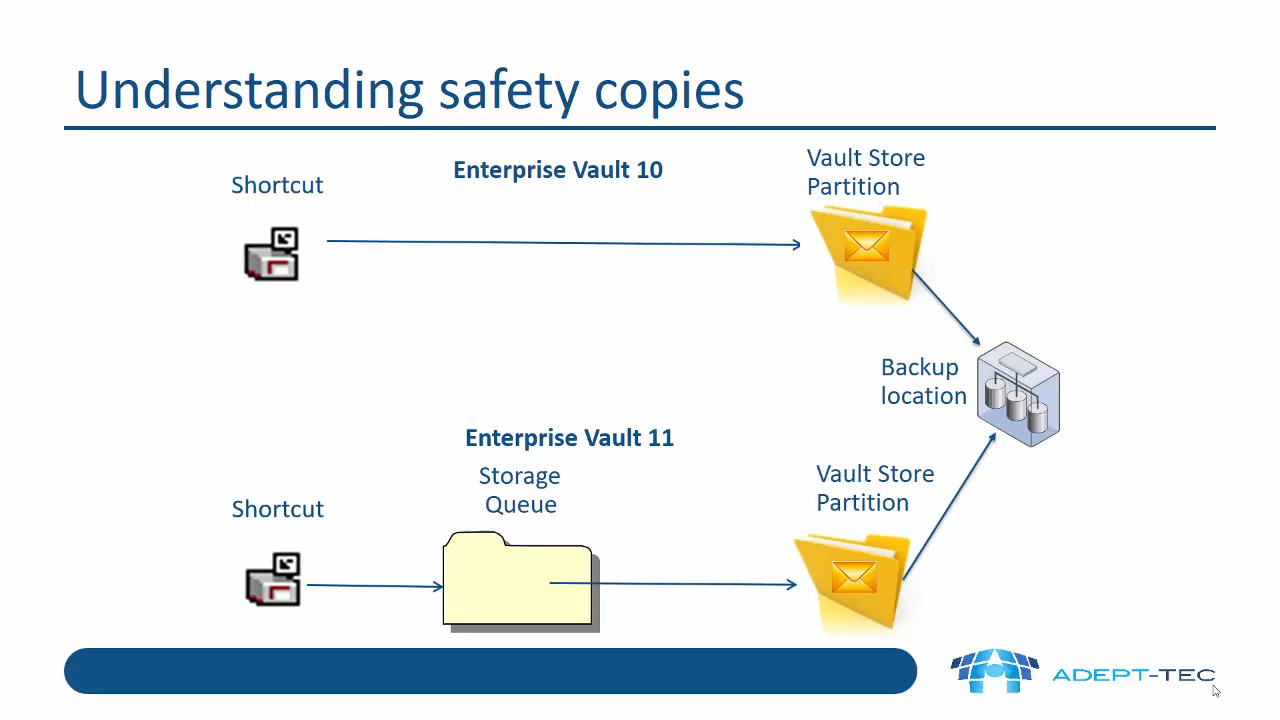 Understanding safety copies
Enterprise Vault 10
Shortcut
Vault Store
Partition
Backup
location
Enterprise Vault 11
Storage
Queue
Shortcut
Vault Store
Partition
ADEPT-TEC